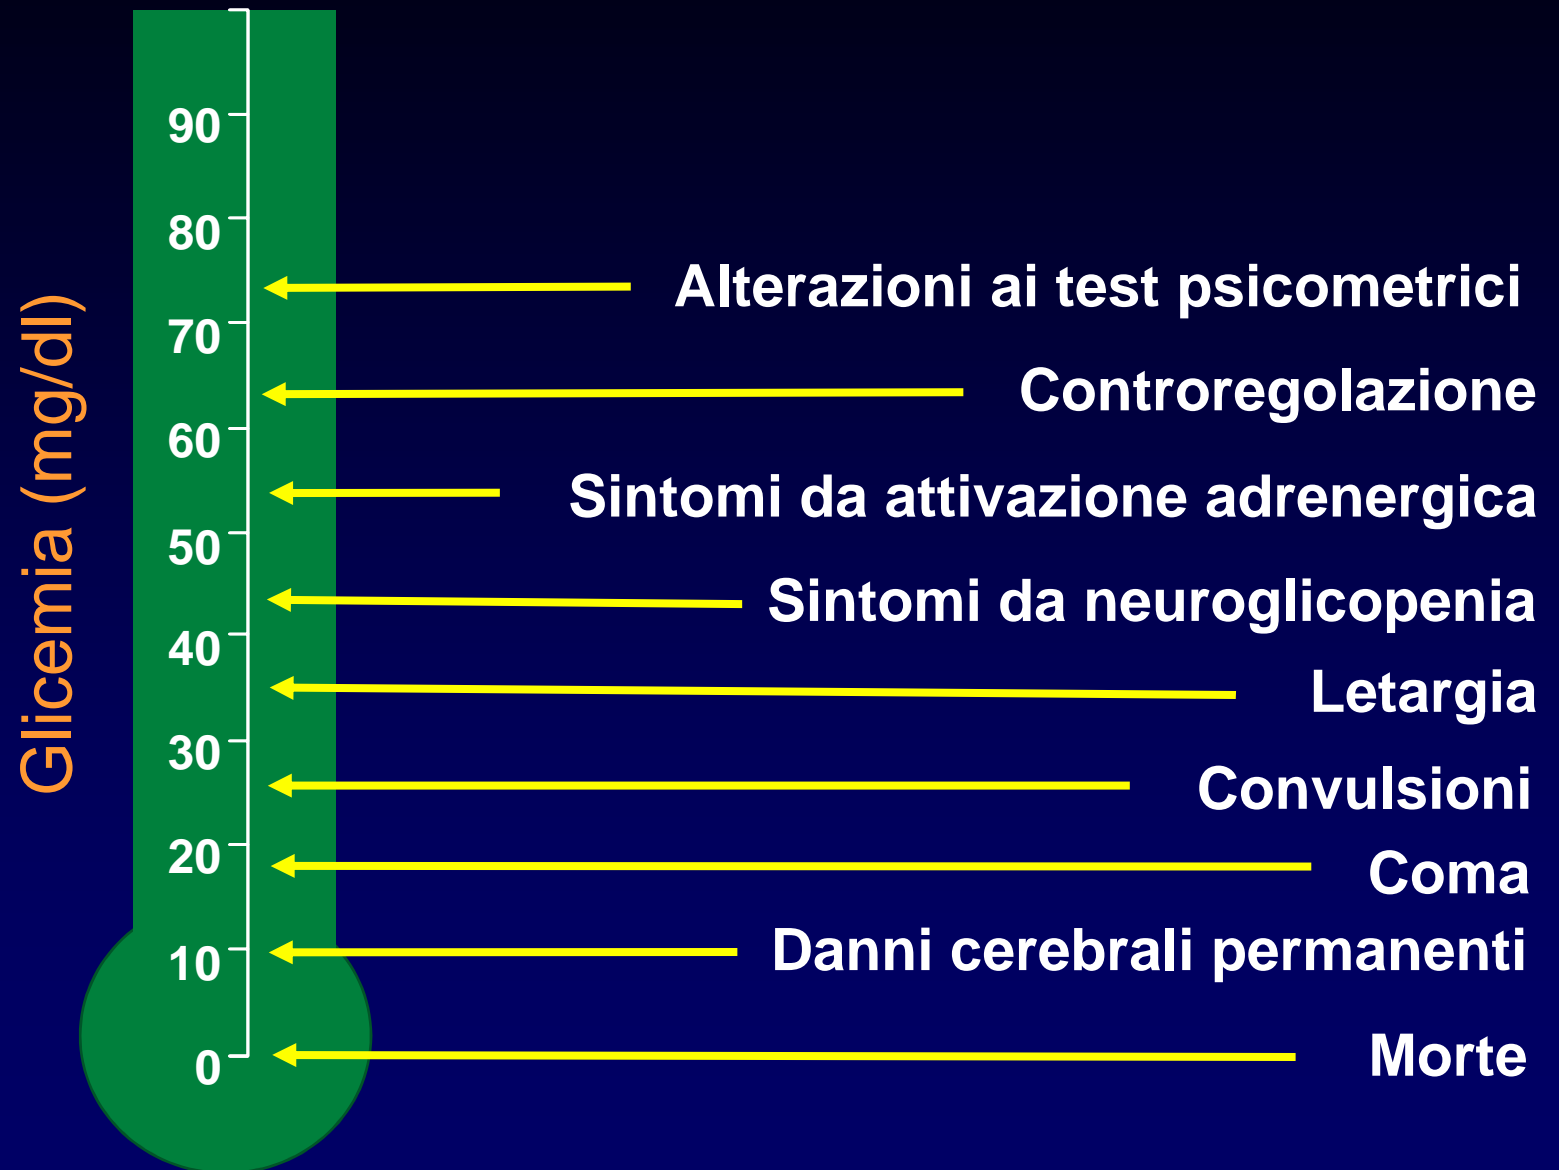 Glicemia (mg/dl)
90
80
Alterazioni ai test psicometrici
70
Controregolazione
60
Sintomi da attivazione adrenergica
50
Sintomi da neuroglicopenia
40
Letargia
30
Convulsioni
20
Coma
10
Danni cerebrali permanenti
0
Morte